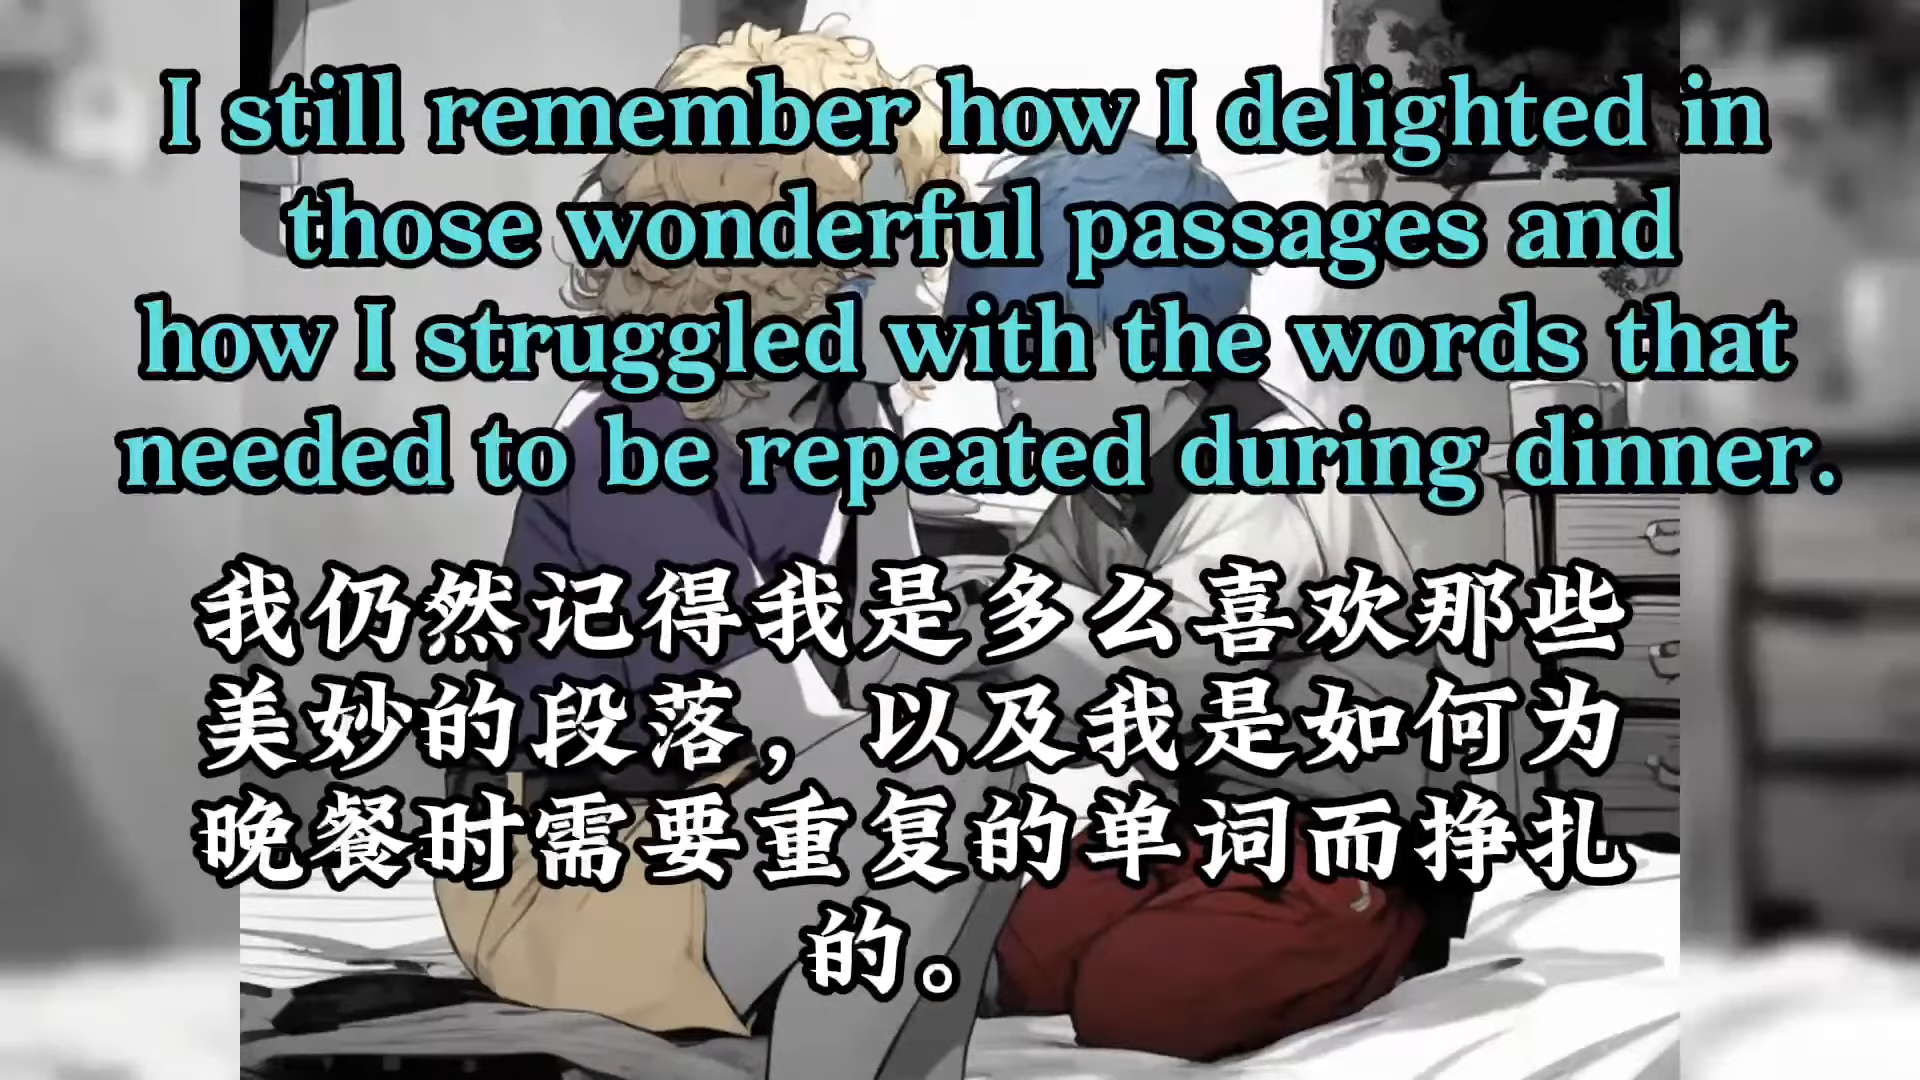 I still remember how I delighted in
those wonderful passages and
how I struggled with the words that
needed to be repeated during dinner.
我仍然记得我是多么喜欢那些
美妙的段落，以及我是如何为
晚餐时需要重复的单词而挣扎
的。